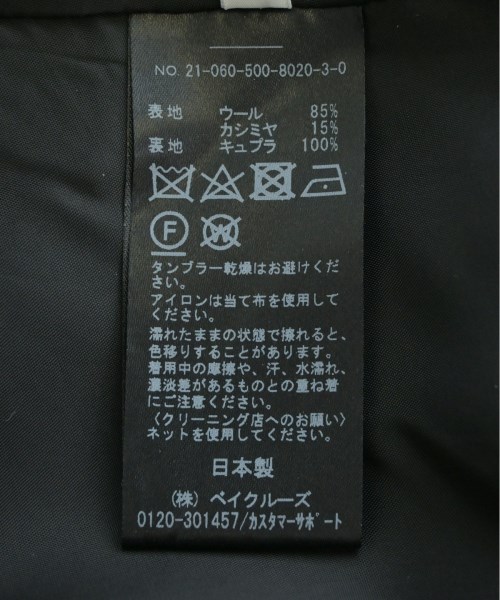 NO. 21-060-500-8020-3-0
表地 ウール 85%
カシミヤ 15%
裏地 キュプラ 100%
F W
タンブラー乾燥はお避けくださ
い。
アイロンは当て布を使用して
ください。
濡れたままの状態で擦れると、
色移りすることがあります。
着用中の摩擦や、汗、水濡れ、
濃淡差があるものとの重ね着
にご注意ください。
〈クリーニング店へのお願い〉
ネットを使用してください。
日本製
(株) ベイクルーズ
0120-301457/カスタマーサポート